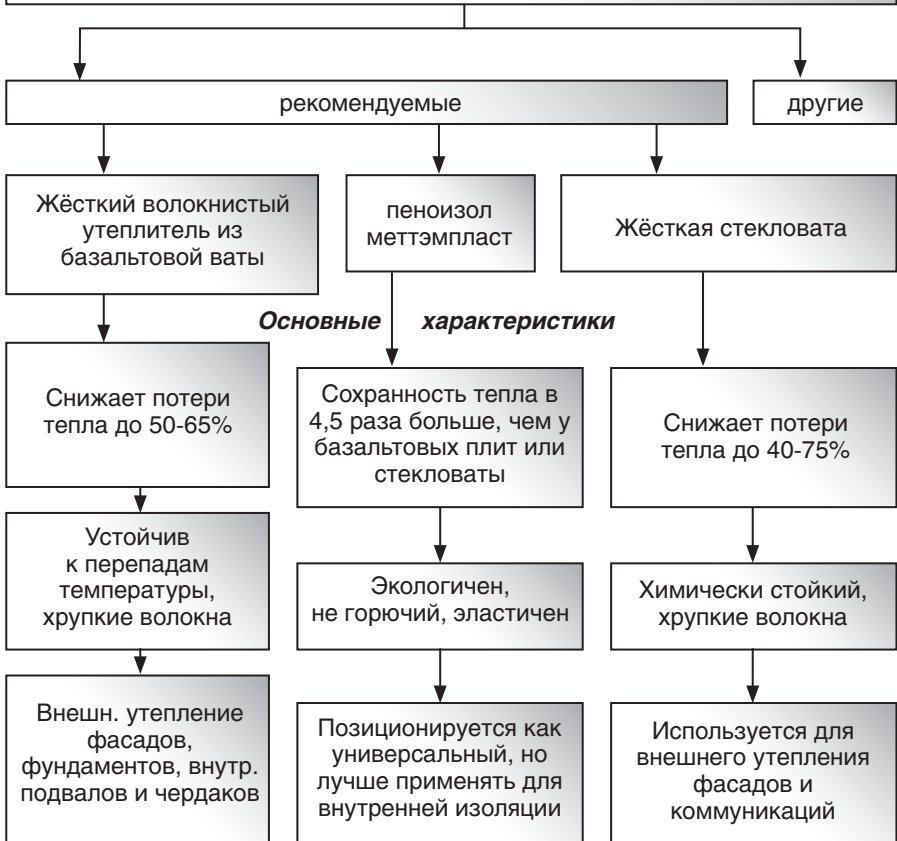 рекомендуемые
другие
Жёсткий волокнистый
утеплитель из
базальтовой ваты
пеноизол
меттэмпласт
Жёсткая стекловата
Основные характеристики
Снижает потери
тепла до 50-65%
Сохранность тепла в
4,5 раза больше, чем у
базальтовых плит или
стекловаты
Снижает потери
тепла до 40-75%
Устойчив
к перепадам
температуры,
хрупкие волокна
Экологичен,
не горючий, эластичен
Химически стойкий,
хрупкие волокна
Внешн. утепление
фасадов,
фундаментов, внутр.
подвалов и чердаков
Позиционируется как
универсальный, но
лучше применять для
внутренней изоляции
Используется для
внешнего утепления
фасадов и
коммуникаций